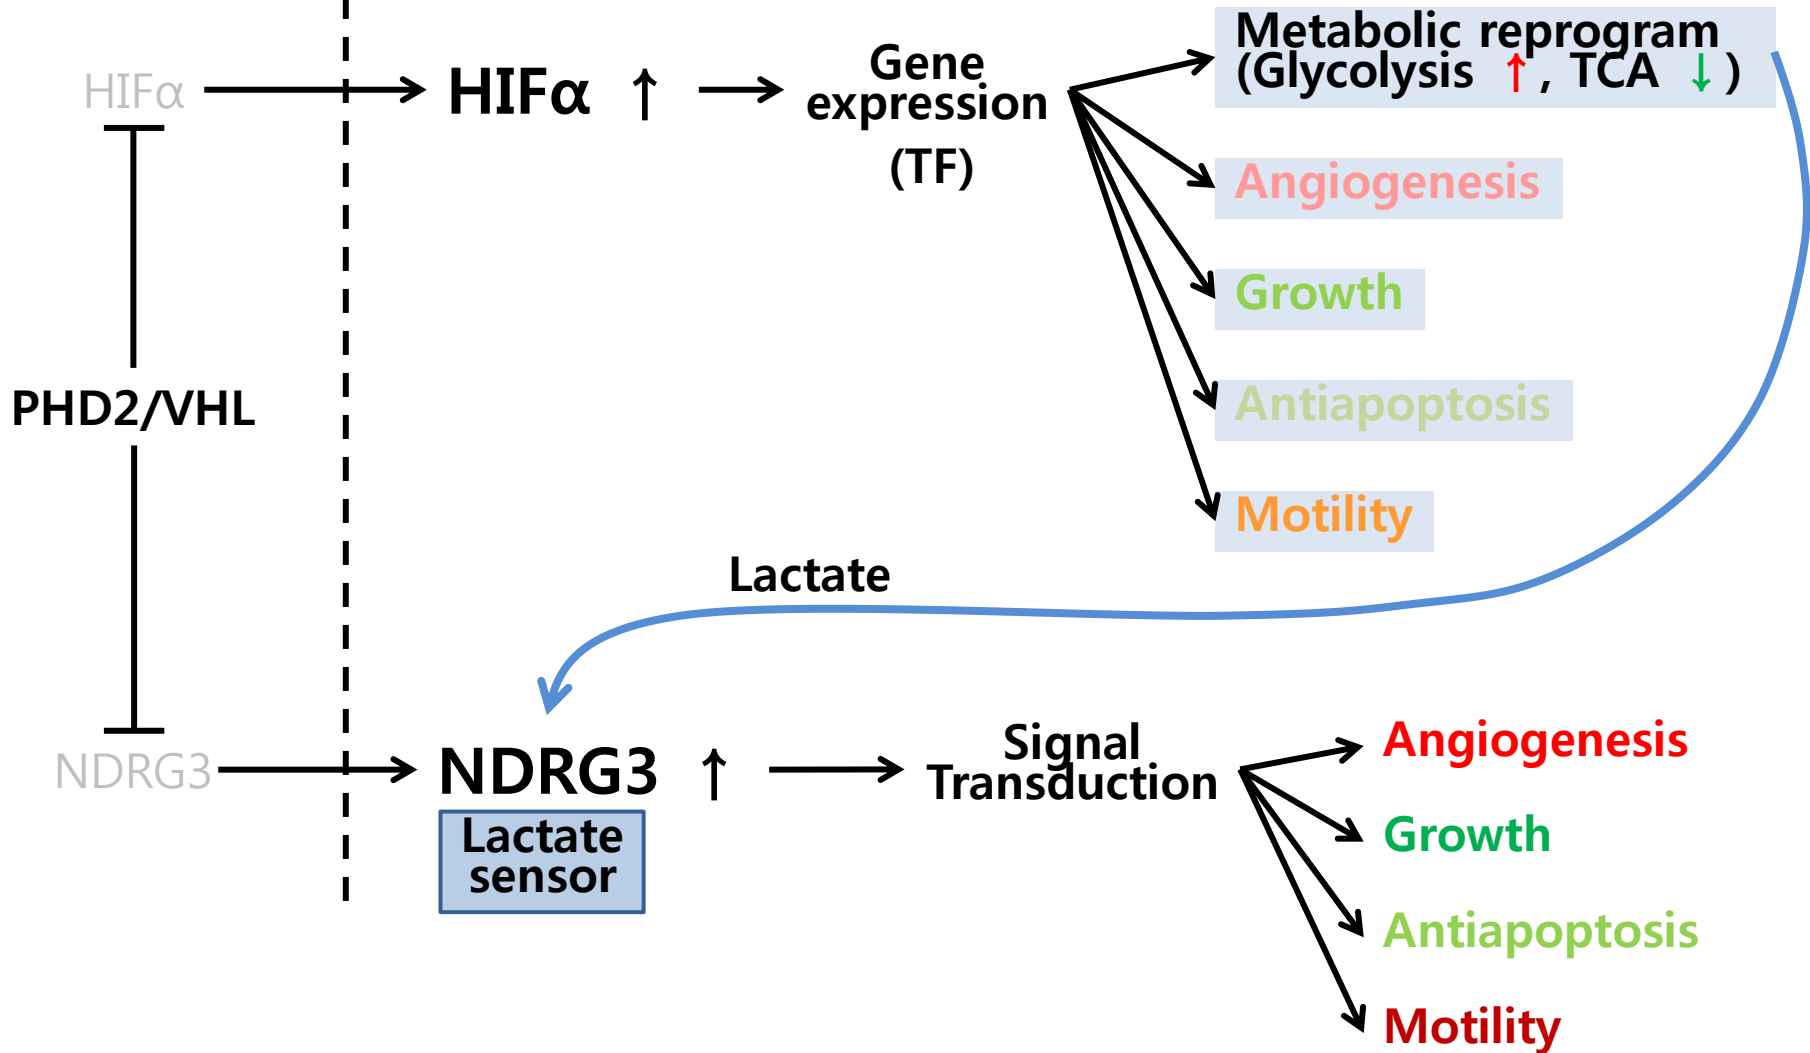 HIFα
HIFα ↑
Gene
expression
(TF)
Metabolic reprogram
(Glycolysis ↑, TCA ↓)
Angiogenesis
Growth
Antiapoptosis
Motility
PHD2/VHL
Lactate
NDRG3
NDRG3 ↑
Lactate
sensor
Signal
Transduction
Angiogenesis
Growth
Antiapoptosis
Motility